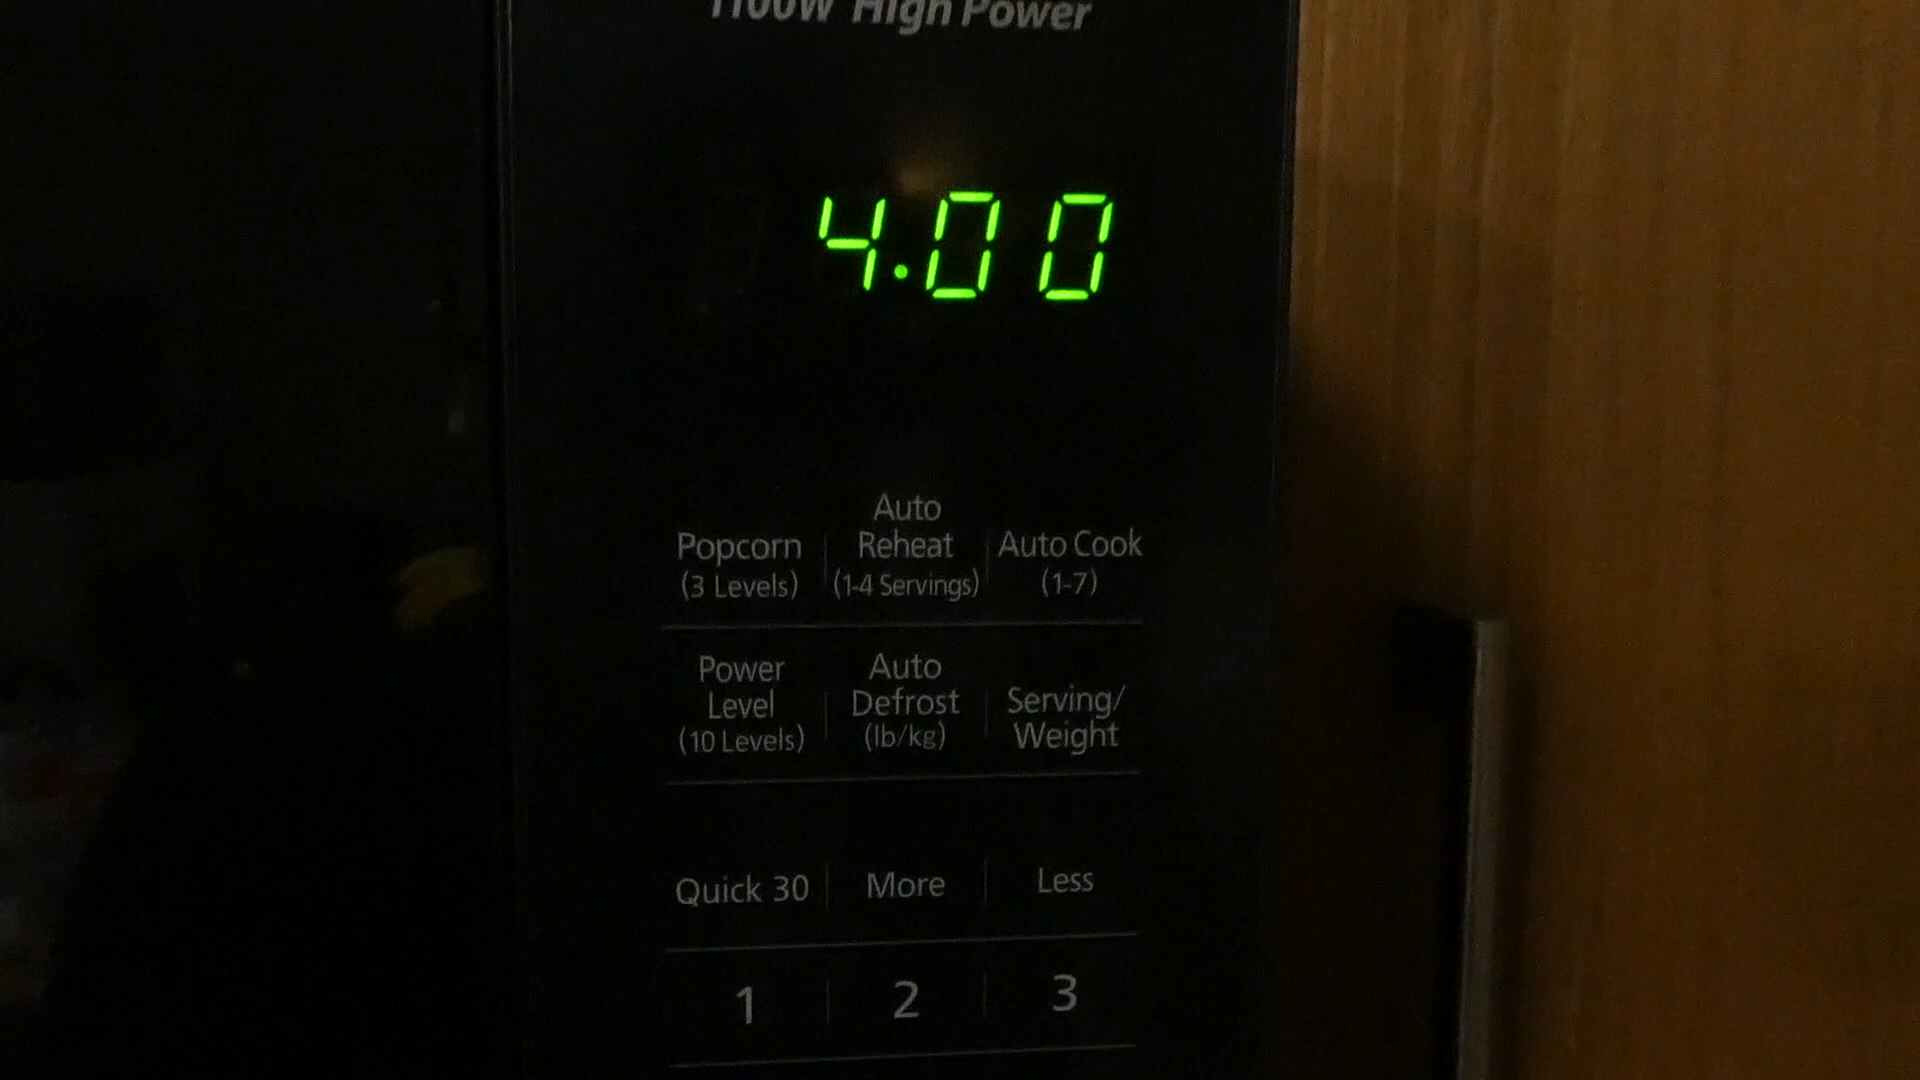 1100W High Power
4.00
Auto
Popcorn Reheat Auto Cook
(3 Levels) (1-4 Servings) (1-7)
Power Auto
Level Defrost Serving/
(10 Levels) (lb/kg) Weight
Quick 30 More Less
1 2 3